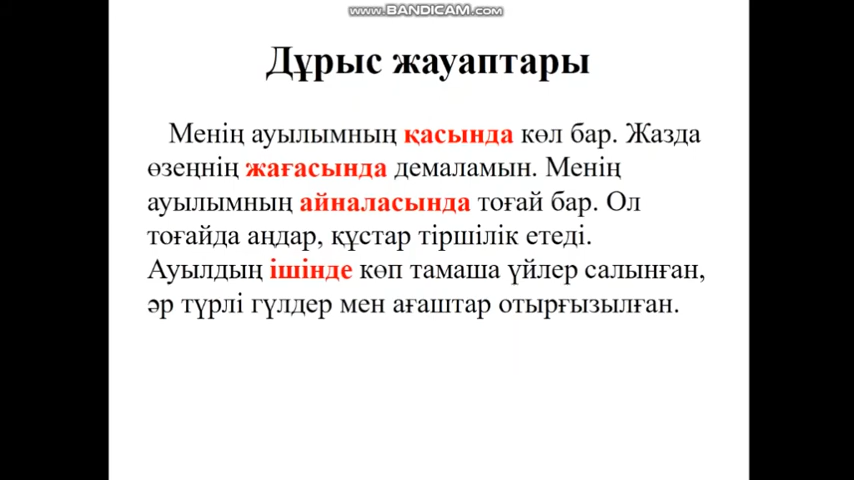 www.BANDICAM.com
Дұрыс жауаптары
Менің ауылымның қасында көл бар. Жазда
өзеңнің жағасында демаламын. Менің
ауылымның айналасында тоғай бар. Ол
тоғайда аңдар, құстар тіршілік етеді.
Ауылдың ішінде көп тамаша үйлер салынған,
әр түрлі гүлдер мен ағаштар отырғызылған.